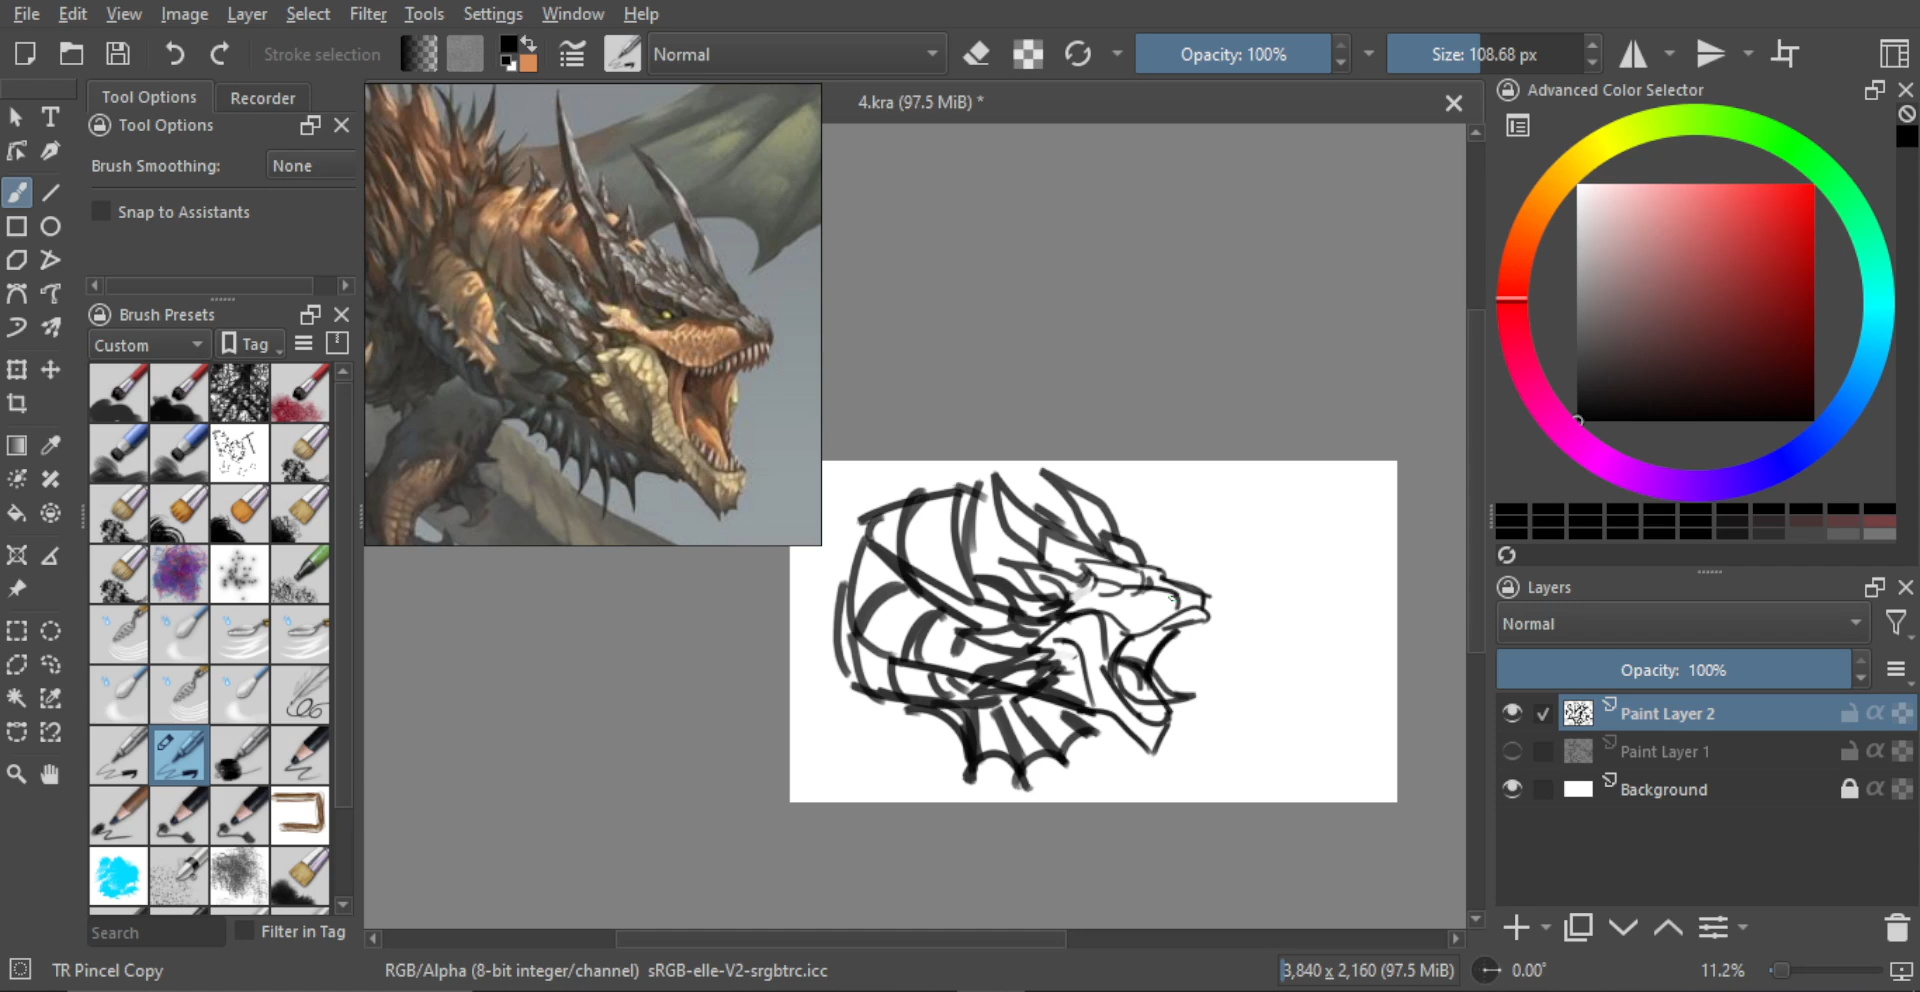 File Edit View Image Layer Select Filter Tools Settings Window Help
Stroke selection
Normal
Opacity: 100%
Size: 108.68 px
Tool Options
Recorder
Tool Options
Brush Smoothing: None
Snap to Assistants
Brush Presets
Custom
Tag
Search
Filter in Tag
4.kra (97.5 MiB) *
Advanced Color Selector
Layers
Normal
Opacity: 100%
Paint Layer 2
Paint Layer 1
Background
TR Pincel Copy
RGB/Alpha (8-bit integer/channel) sRGB-elle-V2-srgbtrc.icc
3,840 x 2,160 (97.5 MiB)
0.00°
11.2%